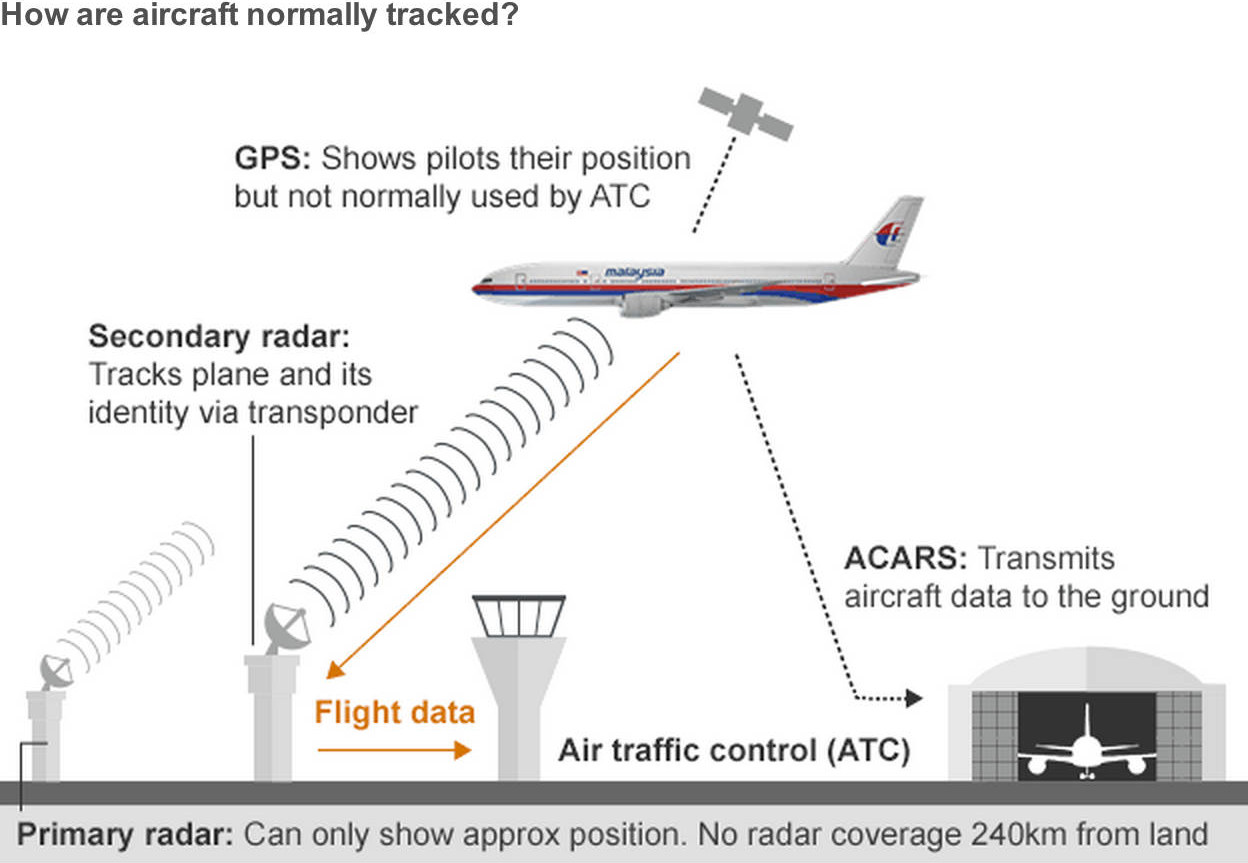 How are aircraft normally tracked?
GPS: Shows pilots their position
but not normally used by ATC
malaysia
Secondary radar:
Tracks plane and its
identity via transponder
ACARS: Transmits
aircraft data to the ground
Flight data
Air traffic control (ATC)
Primary radar: Can only show approx position. No radar coverage 240km from land